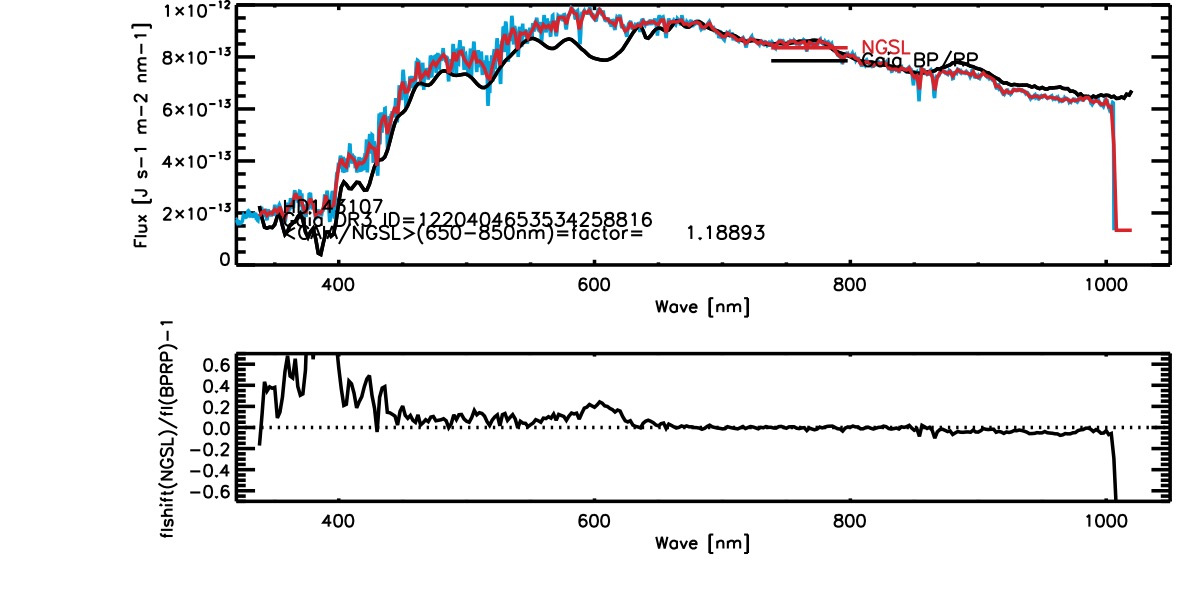 1×10-12
8×10-13
6×10-13
4×10-13
2×10-13
0
Flux [J s-1 m-2 nm-1]
NGSL
Gaia BP/RP
HD143107
Gaia DR3 ID=1220404653534258816
<GAIA/NGSL>(650-850nm)=factor= 1.18893
400 600 800 1000
Wave [nm]
flshift(NGSL)/fl(BPRP)-1
0.6
0.4
0.2
0.0
-0.2
-0.4
-0.6
400 600 800 1000
Wave [nm]